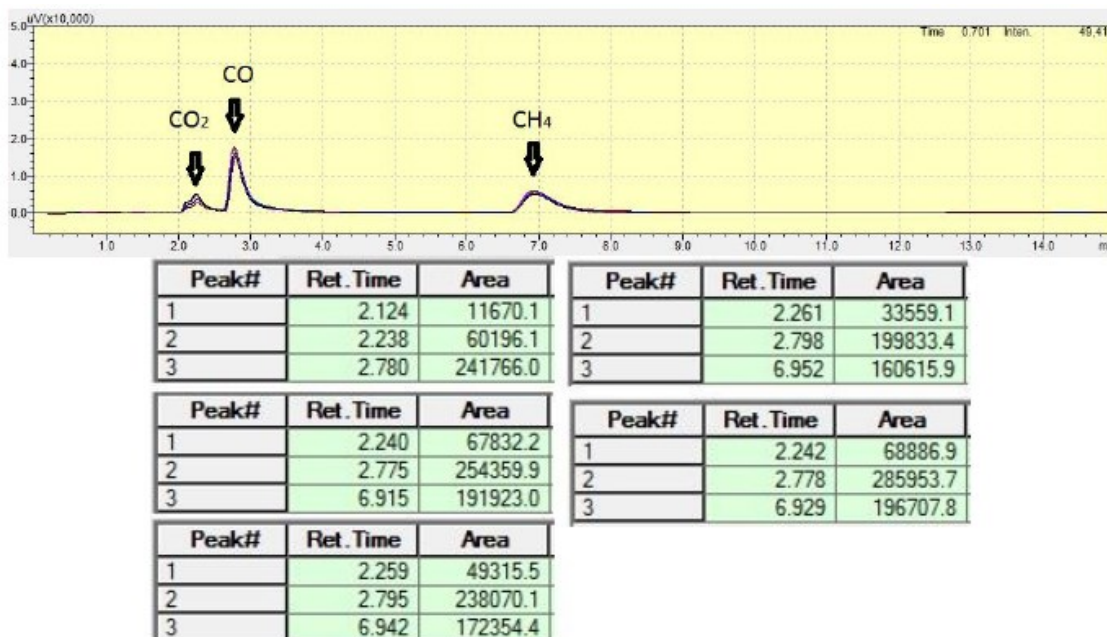 uV(x10,000)
Time 0.701 Inten. 49,41
5.0
4.0
3.0
2.0
1.0
0.0
CO
CO2
CH4
1.0 2.0 3.0 4.0 5.0 6.0 7.0 8.0 9.0 10.0 11.0 12.0 13.0 14.0 m
Peak# Ret.Time Area
1 2.124 11670.1
2 2.238 60196.1
3 2.780 241766.0
Peak# Ret.Time Area
1 2.261 33559.1
2 2.798 199833.4
3 6.952 160615.9
Peak# Ret.Time Area
1 2.240 67832.2
2 2.775 254359.9
3 6.915 191923.0
Peak# Ret.Time Area
1 2.242 68886.9
2 2.778 285953.7
3 6.929 196707.8
Peak# Ret.Time Area
1 2.259 49315.5
2 2.795 238070.1
3 6.942 172354.4